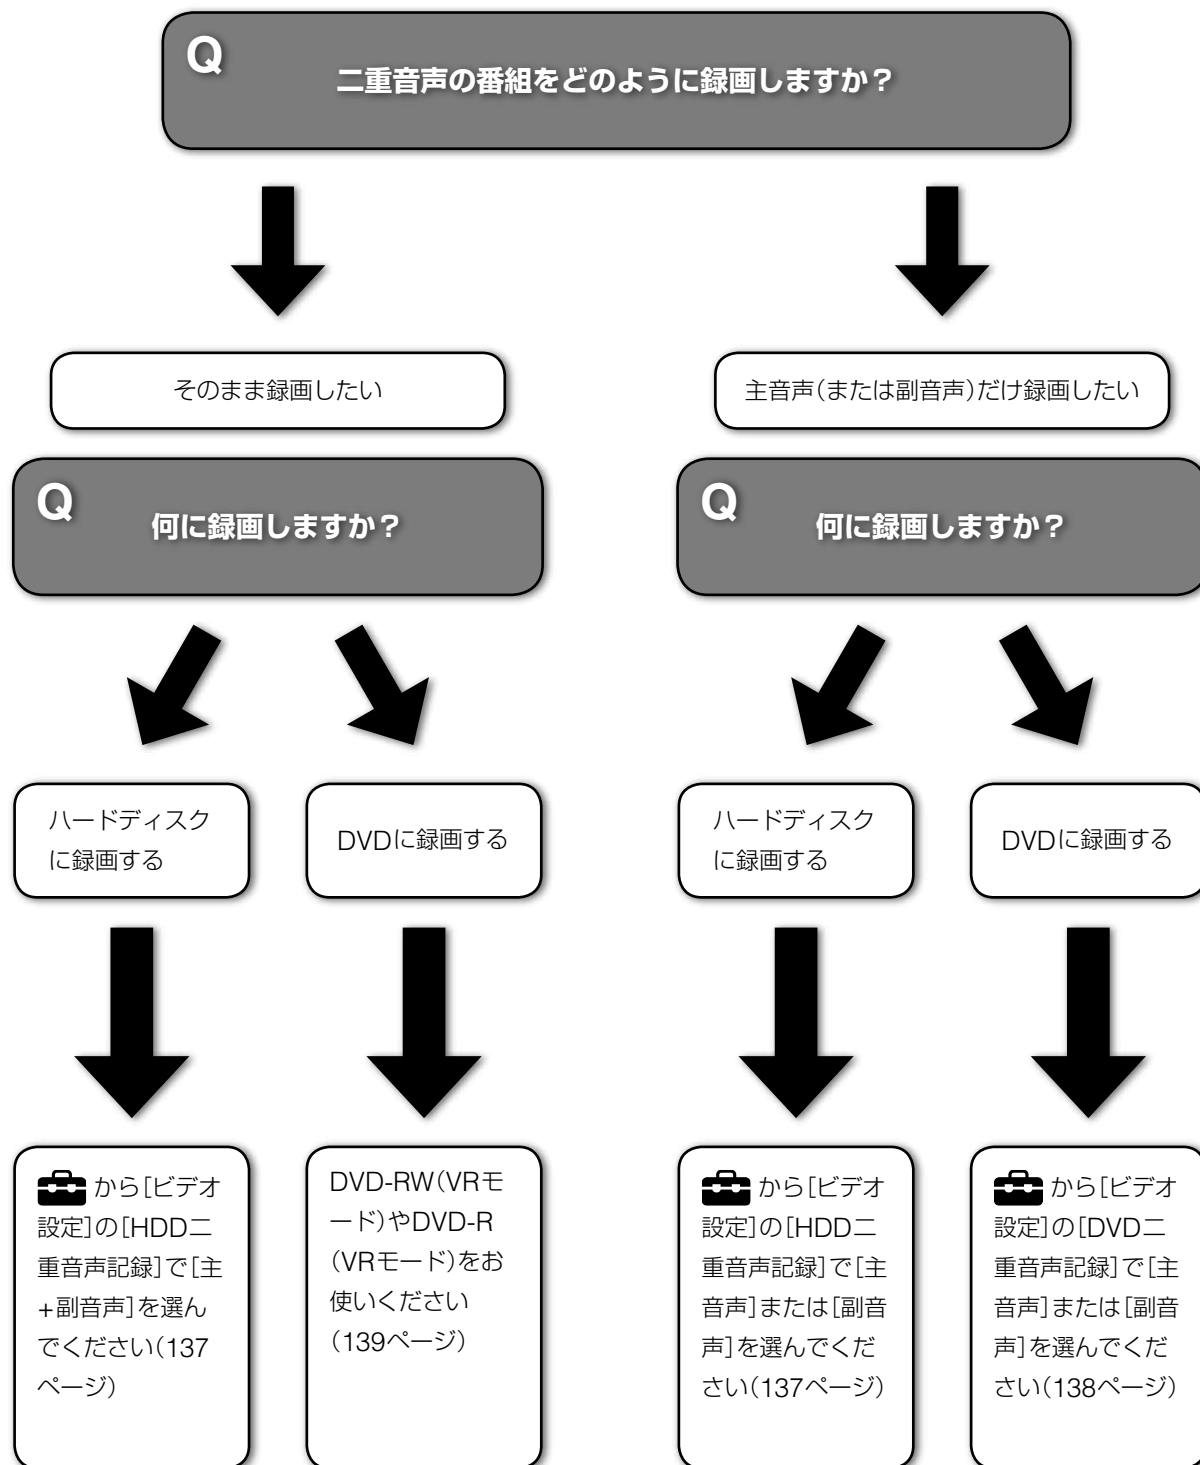 Q
二重音声の番組をどのように録画しますか？
そのまま録画したい
主音声（または副音声）だけ録画したい
Q
何に録画しますか？
Q
何に録画しますか？
ハードディスク
に録画する
DVDに録画する
ハードディスク
に録画する
DVDに録画する
から［ビデオ
設定］の［HDD二
重音声記録］で［主
+副音声］を選ん
でください（137
ページ）
DVD-RW（VRモ
ード）やDVD-R
（VRモード）をお
使いください
（139ページ）
から［ビデオ
設定］の［HDD二
重音声記録］で［主
音声］または［副音
声］を選んでくだ
さい（137ページ）
から［ビデオ
設定］の［DVD二
重音声記録］で［主
音声］または［副音
声］を選んでくだ
さい（138ページ）